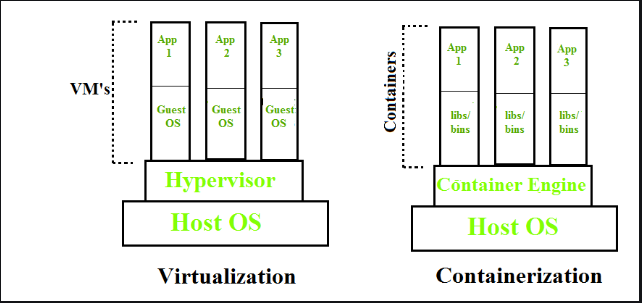 VM's
App
1
App
2
App
3
Guest
OS
Guest
OS
Guest
OS
Hypervisor
Host OS
Virtualization
Containers
App
1
App
2
App
3
libs/
bins
libs/
bins
libs/
bins
Container Engine
Host OS
Containerization